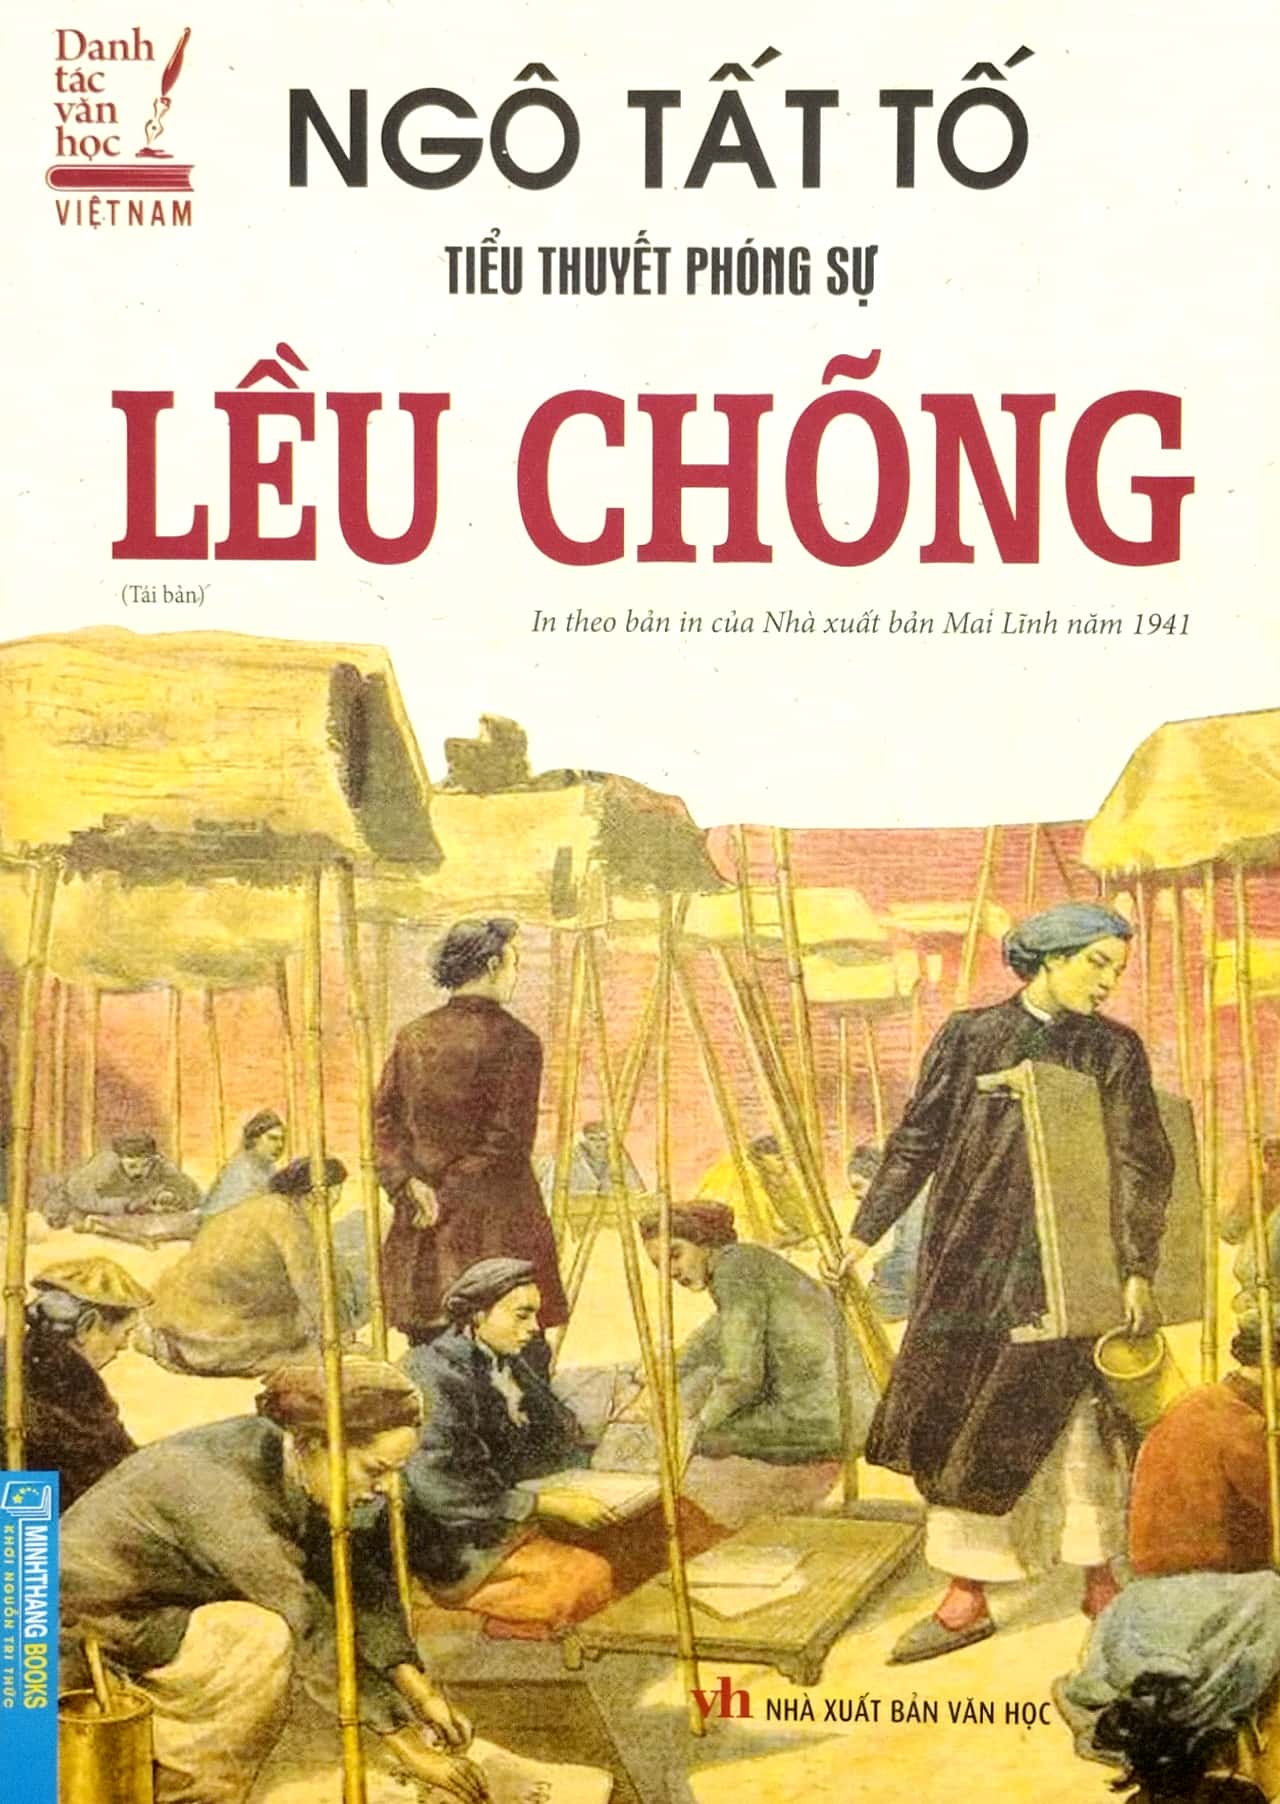 Danh
tác
văn
học
VIỆT NAM
NGÔ TẤT TỐ
TIỂU THUYẾT PHÓNG SỰ
LỀU CHÕNG
(Tái bản)
In theo bản in của Nhà xuất bản Mai Lĩnh năm 1941
MINHTHANG BOOKS
KHƠI NGUỒN TRI THỨC
vh NHÀ XUẤT BẢN VĂN HỌC